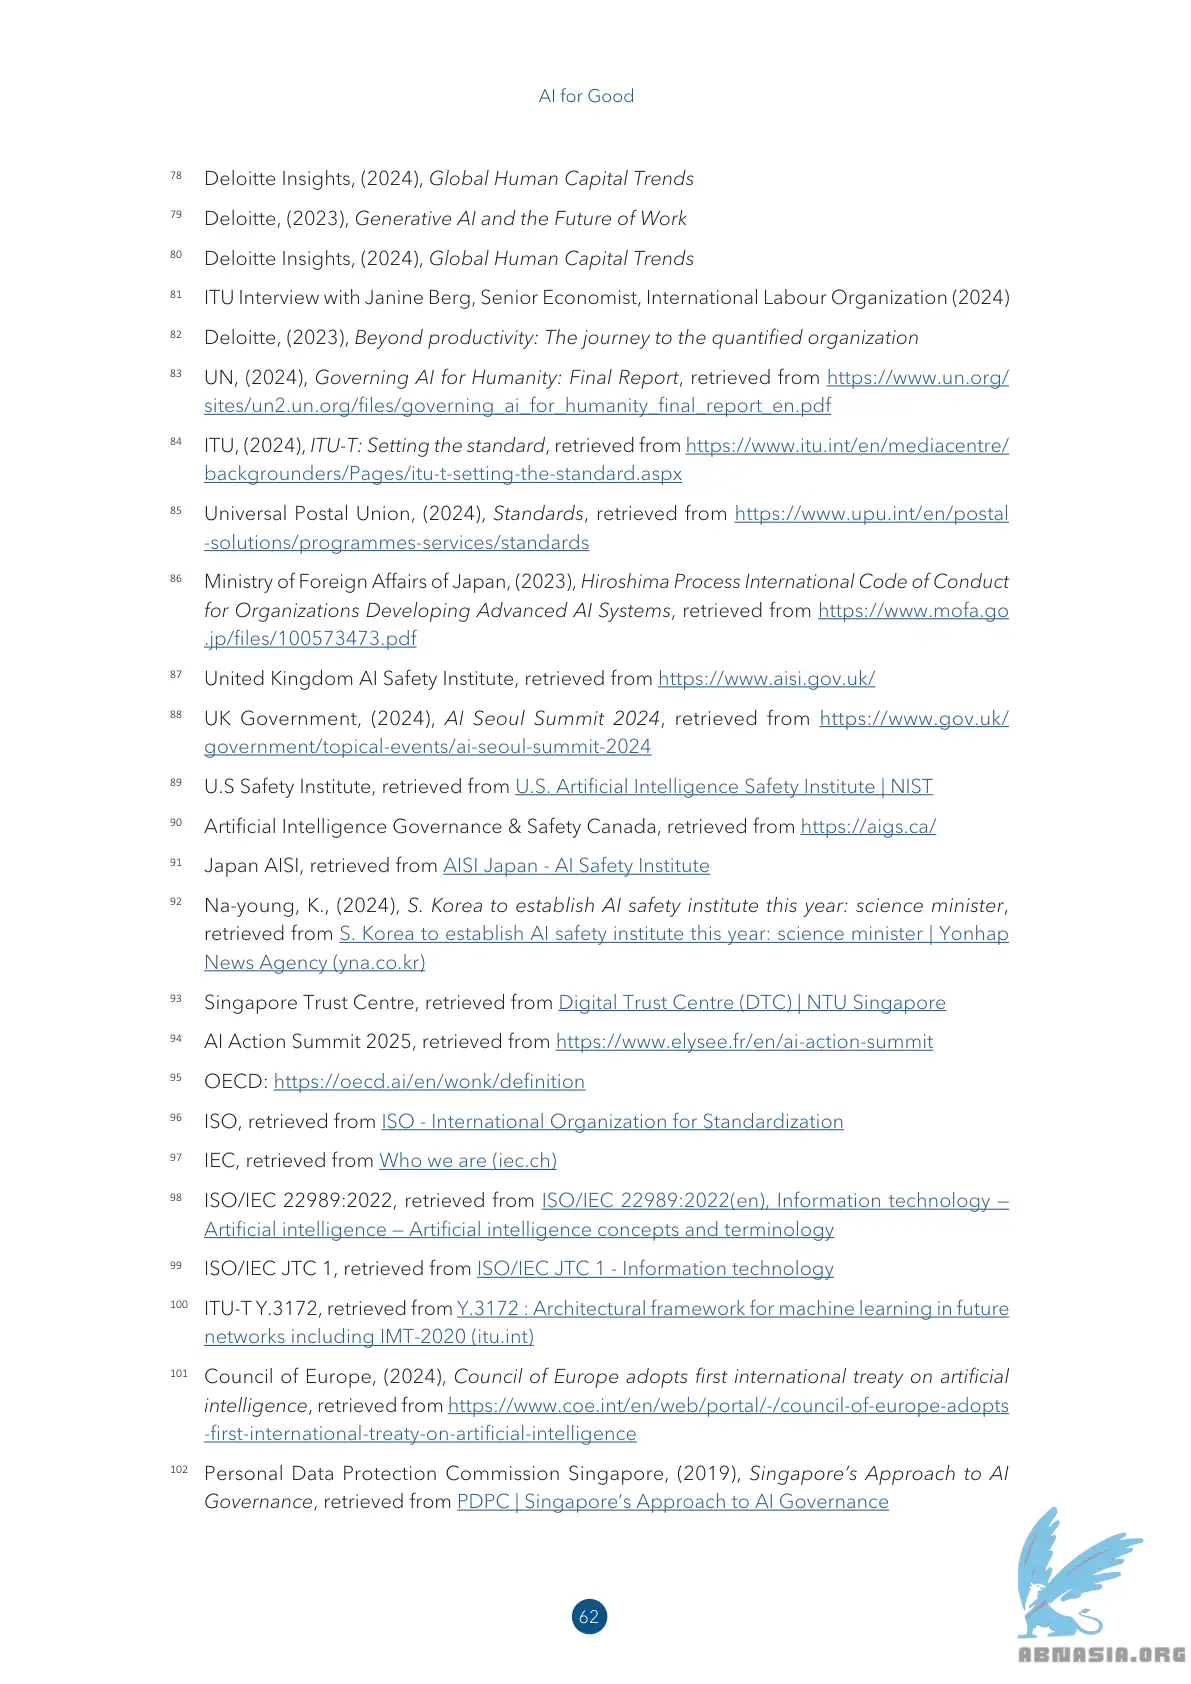 AI for Good
78 Deloitte Insights, (2024), Global Human Capital Trends
79 Deloitte, (2023), Generative AI and the Future of Work
80 Deloitte Insights, (2024), Global Human Capital Trends
81 ITU Interview with Janine Berg, Senior Economist, International Labour Organization (2024)
82 Deloitte, (2023), Beyond productivity: The journey to the quantified organization
83 UN, (2024), Governing AI for Humanity: Final Report, retrieved from https://www.un.org/
sites/un2.un.org/files/governing_ai_for_humanity_final_report_en.pdf
84 ITU, (2024), ITU-T: Setting the standard, retrieved from https://www.itu.int/en/mediacentre/
backgrounders/Pages/itu-t-setting-the-standard.aspx
85 Universal Postal Union, (2024), Standards, retrieved from https://www.upu.int/en/postal
-solutions/programmes-services/standards
86 Ministry of Foreign Affairs of Japan, (2023), Hiroshima Process International Code of Conduct
for Organizations Developing Advanced AI Systems, retrieved from https://www.mofa.go
.jp/files/100573473.pdf
87 United Kingdom AI Safety Institute, retrieved from https://www.aisi.gov.uk/
88 UK Government, (2024), AI Seoul Summit 2024, retrieved from https://www.gov.uk/
government/topical-events/ai-seoul-summit-2024
89 U.S Safety Institute, retrieved from U.S. Artificial Intelligence Safety Institute | NIST
90 Artificial Intelligence Governance & Safety Canada, retrieved from https://aigs.ca/
91 Japan AISI, retrieved from AISI Japan - AI Safety Institute
92 Na-young, K., (2024), S. Korea to establish AI safety institute this year: science minister,
retrieved from S. Korea to establish AI safety institute this year: science minister | Yonhap
News Agency (yna.co.kr)
93 Singapore Trust Centre, retrieved from Digital Trust Centre (DTC) | NTU Singapore
94 AI Action Summit 2025, retrieved from https://www.elysee.fr/en/ai-action-summit
95 OECD: https://oecd.ai/en/wonk/definition
96 ISO, retrieved from ISO - International Organization for Standardization
97 IEC, retrieved from Who we are (iec.ch)
98 ISO/IEC 22989:2022, retrieved from ISO/IEC 22989:2022(en), Information technology —
Artificial intelligence — Artificial intelligence concepts and terminology
99 ISO/IEC JTC 1, retrieved from ISO/IEC JTC 1 - Information technology
100 ITU-T Y.3172, retrieved from Y.3172 : Architectural framework for machine learning in future
networks including IMT-2020 (itu.int)
101 Council of Europe, (2024), Council of Europe adopts first international treaty on artificial
intelligence, retrieved from https://www.coe.int/en/web/portal/-/council-of-europe-adopts
-first-international-treaty-on-artificial-intelligence
102 Personal Data Protection Commission Singapore, (2019), Singapore's Approach to AI
Governance, retrieved from PDPC | Singapore's Approach to AI Governance
62
ABNASIA.ORG